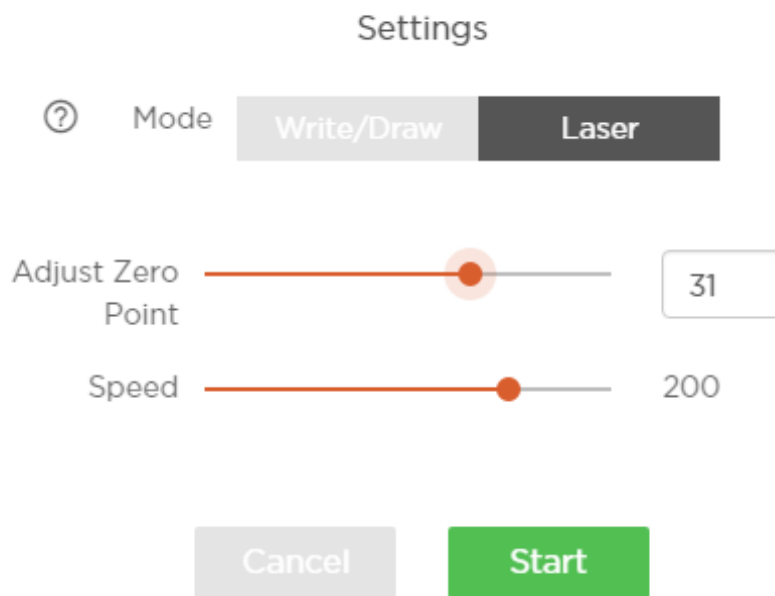 Settings
? Mode Write/Draw Laser
Adjust Zero
Point
31
Speed 200
Cancel Start